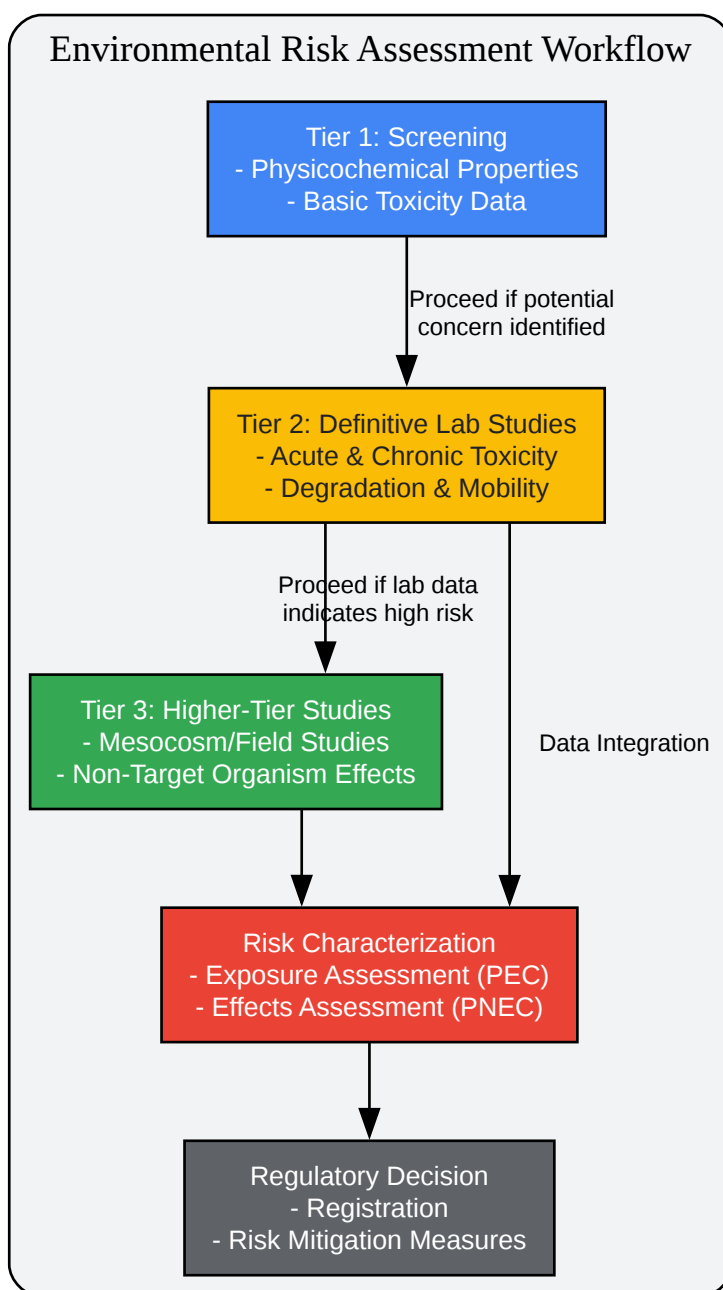 Environmental Risk Assessment Workflow
Tier 1: Screening
- Physicochemical Properties
- Basic Toxicity Data
Proceed if potential
concern identified
Tier 2: Definitive Lab Studies
- Acute & Chronic Toxicity
- Degradation & Mobility
Proceed if lab data
indicates high risk
Tier 3: Higher-Tier Studies
- Mesocosm/Field Studies
- Non-Target Organism Effects
Data Integration
Risk Characterization
- Exposure Assessment (PEC)
- Effects Assessment (PNEC)
Regulatory Decision
- Registration
- Risk Mitigation Measures